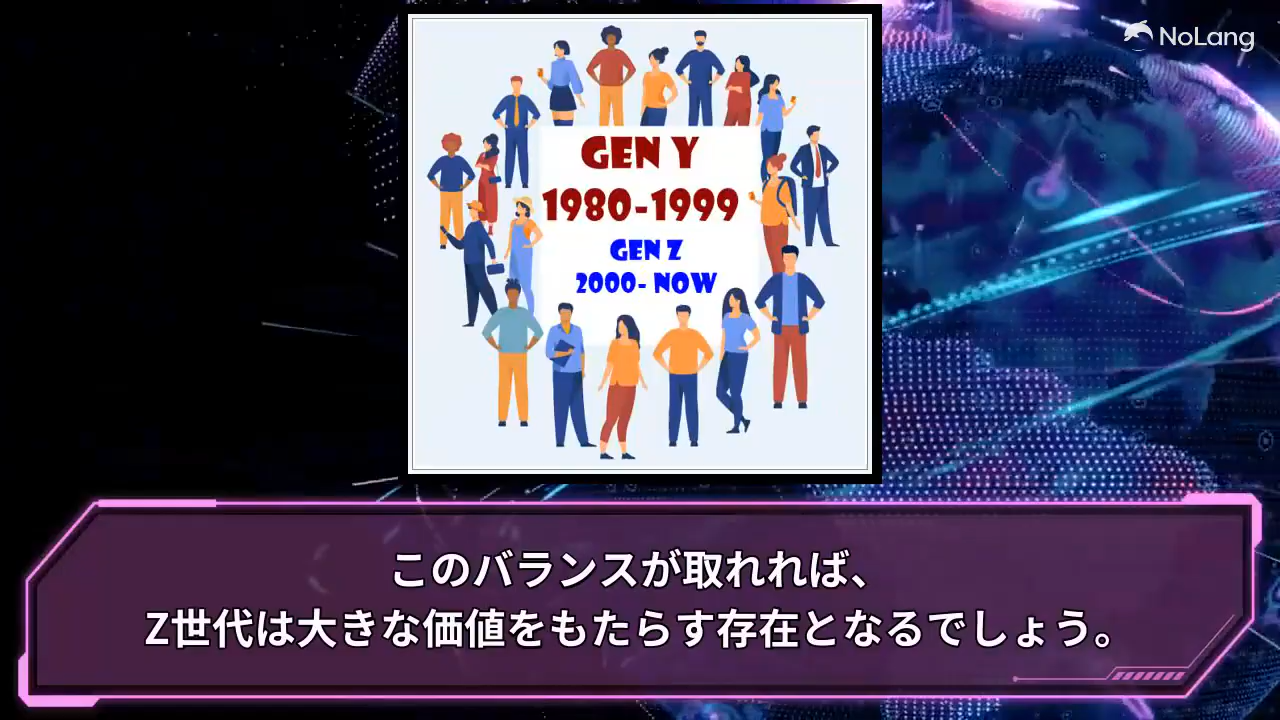 NoLang
GEN Y
1980-1999
GEN Z
2000- NOW
このバランスが取れれば、
Z世代は大きな価値をもたらす存在となるでしょう。